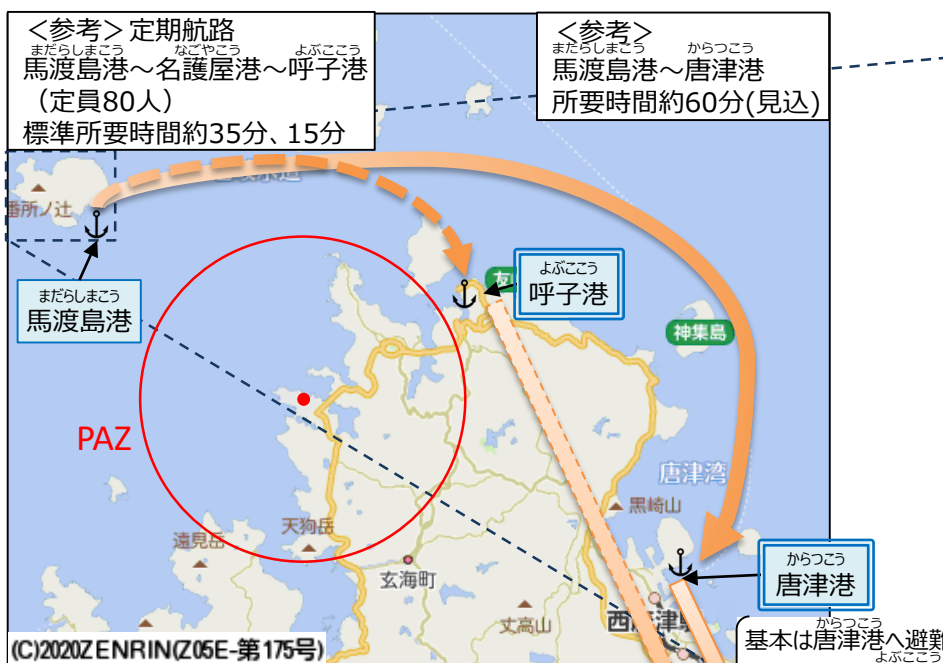 <参考>定期航路
まだらしまこう なごやこう よぶここう
馬渡島港~名護屋港~呼子港
(定員80人)
標準所要時間約35分、15分
<参考>
まだらしまこう からつこう
馬渡島港~唐津港
所要時間約60分(見込)
番所ノ辻
まだらしまこう
馬渡島港
よぶここう
呼子港
友
神集島
PAZ
唐津湾
黒崎山
天狗岳
遠見岳
玄海町
からつこう
唐津港
丈高山
西唐津駅
からつこう
基本は唐津港へ避難
よぶここう
(C)2020ZENRIN(Z05E-第175号)